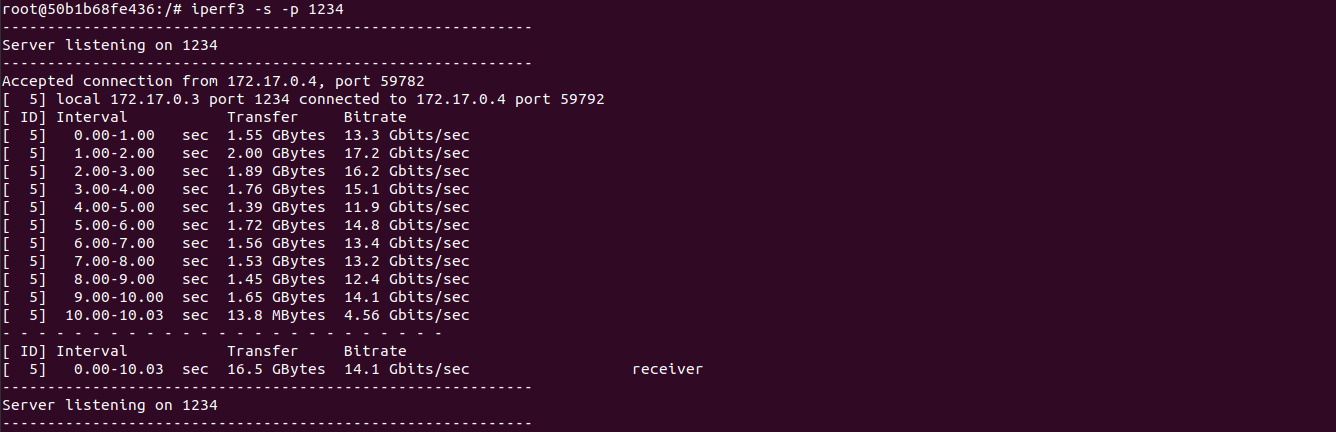 root@50b1b68fe436:/# iperf3 -s -p 1234
-----------------------------------------------------------
Server listening on 1234
-----------------------------------------------------------
Accepted connection from 172.17.0.4, port 59782
[  5] local 172.17.0.3 port 1234 connected to 172.17.0.4 port 59792
[ ID] Interval           Transfer     Bitrate
[  5]   0.00-1.00   sec  1.55 GBytes  13.3 Gbits/sec
[  5]   1.00-2.00   sec  2.00 GBytes  17.2 Gbits/sec
[  5]   2.00-3.00   sec  1.89 GBytes  16.2 Gbits/sec
[  5]   3.00-4.00   sec  1.76 GBytes  15.1 Gbits/sec
[  5]   4.00-5.00   sec  1.39 GBytes  11.9 Gbits/sec
[  5]   5.00-6.00   sec  1.72 GBytes  14.8 Gbits/sec
[  5]   6.00-7.00   sec  1.56 GBytes  13.4 Gbits/sec
[  5]   7.00-8.00   sec  1.53 GBytes  13.2 Gbits/sec
[  5]   8.00-9.00   sec  1.45 GBytes  12.4 Gbits/sec
[  5]   9.00-10.00  sec  1.65 GBytes  14.1 Gbits/sec
[  5]  10.00-10.03  sec  13.8 MBytes  4.56 Gbits/sec
- - - - - - - - - - - - - - - - - - - - - - - - -
[ ID] Interval           Transfer     Bitrate
[  5]   0.00-10.03  sec  16.5 GBytes  14.1 Gbits/sec                  receiver
-----------------------------------------------------------
Server listening on 1234
-----------------------------------------------------------